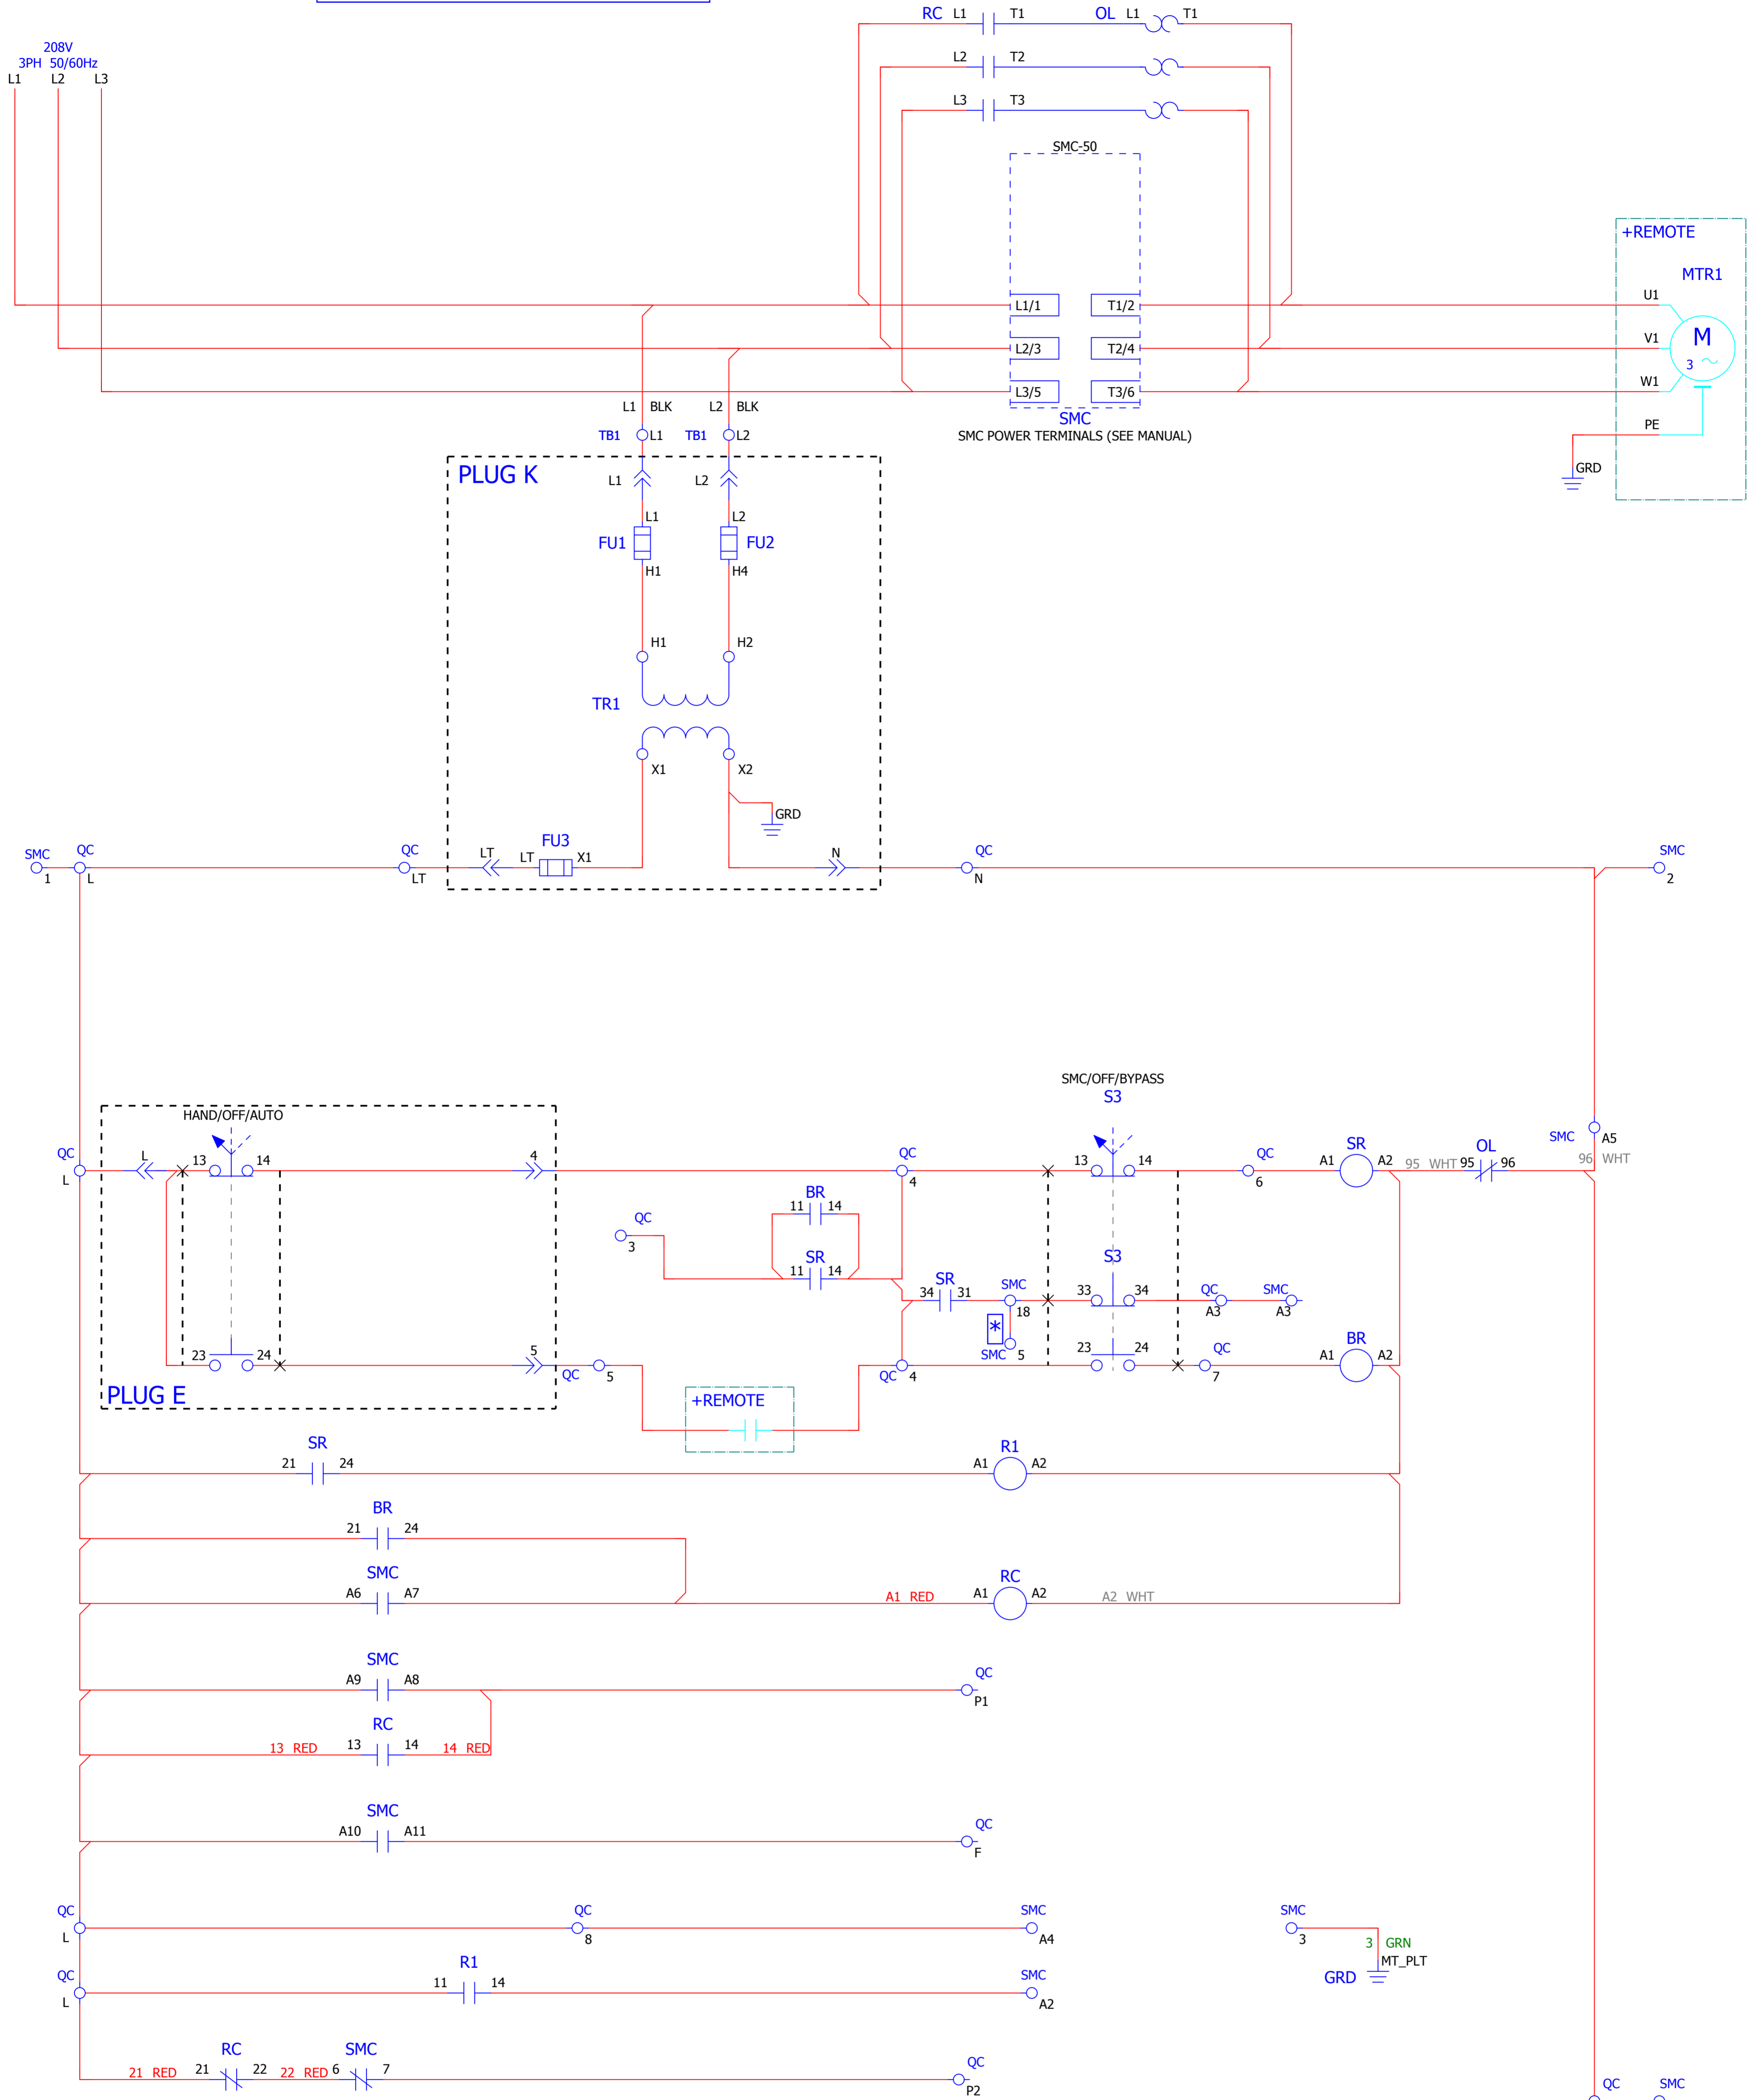 RC L1 T1 OL L1 T1
208V
3PH 50/60Hz
L1 L2 L3
L2 T2
L3 T3
SMC-50
+REMOTE
MTR1
L1/1 T1/2 U1
L2/3 T2/4 V1 M
3 ~
L3/5 T3/6 W1
L1 BLK L2 BLK
SMC
SMC POWER TERMINALS (SEE MANUAL)
PE
TB1 L1 TB1 L2
GRD
PLUG K
L1 L2
L1 L2
FU1 FU2
H1 H4
H1 H2
TR1
X1 X2
GRD
SMC QC QC FU3 QC SMC
LT LT X1 N
1 L LT N 2
SMC/OFF/BYPASS
S3
HAND/OFF/AUTO
SMC A5
QC L 13 14 4 QC 13 14 QC SR OL
A1 A2 95 WHT 95 96 96 WHT
L 4 6
BR
11 14
QC
3
SR S3
11 14
SR SMC
34 31 33 34 QC SMC
18 A3 A3
*
SMC 5
BR
23 24 5 23 24 QC A1 A2
QC 5 QC 4 7
PLUG E
+REMOTE
SR R1
21 24 A1 A2
BR
21 24
SMC RC
A6 A7 A1 RED A1 A2 A2 WHT
SMC QC
A9 A8 P1
RC
13 RED 13 14 14 RED
SMC QC
A10 A11 F
QC QC SMC SMC
L 8 A4 3 3 GRN
MT_PLT
GRD
QC R1 SMC
L 11 14 A2
RC SMC QC
21 RED 21 22 22 RED 6 7 P2
QC SMC